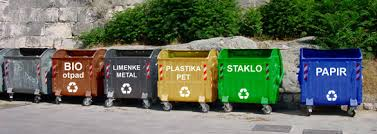 BIO
otpad
LIMENKE
METAL
PLASTIKA
PET
STAKLO
PAPIR